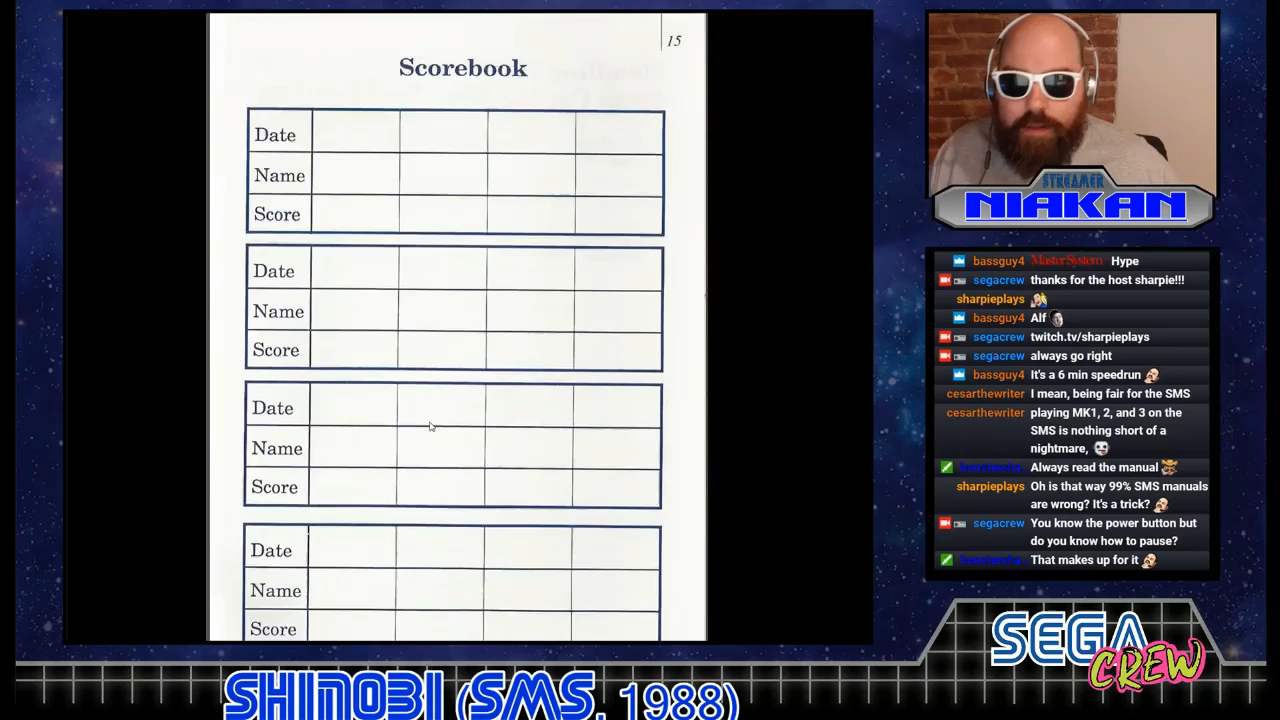 15
Scorebook
Date
Name
Score
Date
Name
Score
Date
Name
Score
Date
Name
Score
STREAMER
NIAKAN
bassguy4 MasterSystem Hype
segacrew thanks for the host sharpie!!!
sharpieplays
bassguy4 Alf
segacrew twitch.tv/sharpieplays
segacrew always go right
bassguy4 It's a 6 min speedrun
cesarthewriter I mean, being fair for the SMS
cesarthewriter playing MK1, 2, and 3 on the
SMS is nothing short of a
nightmare,
Always read the manual
sharpieplays Oh is that way 99% SMS manuals
are wrong? It's a trick?
segacrew You know the power button but
do you know how to pause?
That makes up for it
SEGA
CREW
SHINOBI (SMS, 1988)